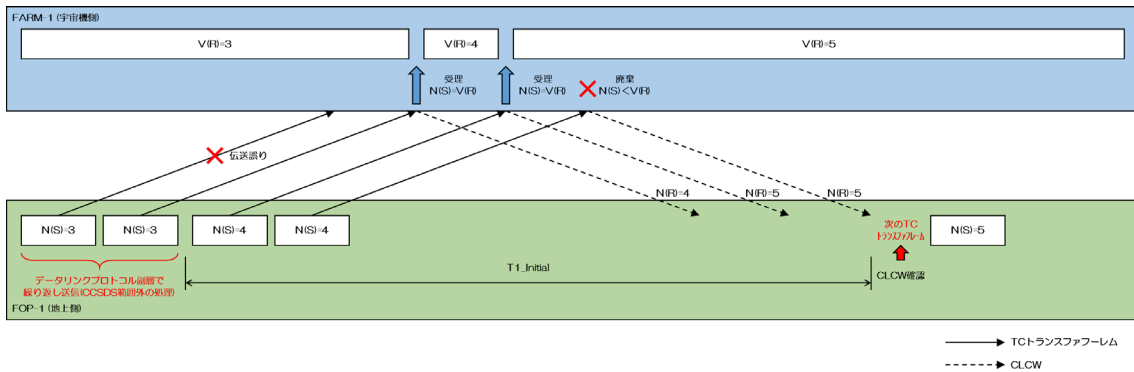 FARM-1 (宇宙機側)
V(R)=3
V(R)=4
V(R)=5
受理
N(S)=V(R)
受理
N(S)=V(R)
廃棄
N(S)<V(R)
伝送誤り
N(R)=4
N(R)=5
N(R)=5
N(S)=3
N(S)=3
N(S)=4
N(S)=4
次のTC
トランスファフレーム
N(S)=5
データリンクプロトコル副層で
繰り返し送信(CCSDS範囲外の処理)
T1_Initial
CLCW確認
FOP-1 (地上側)
TCトランスファフーレム
CLCW